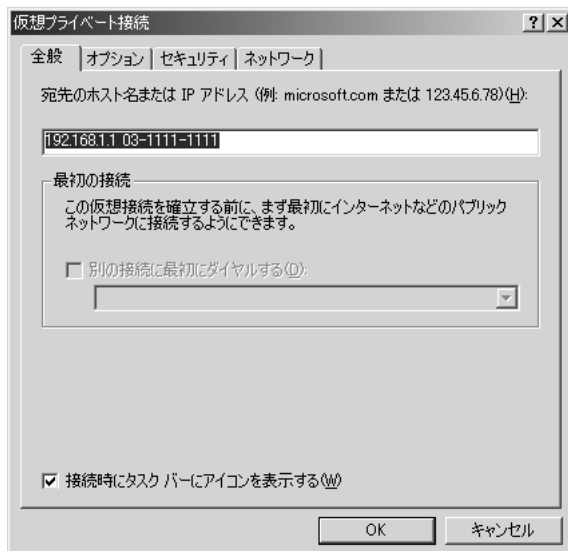 仮想プライベート接続
全般
オプション
セキュリティ
ネットワーク
宛先のホスト名または IP アドレス (例: microsoft.com または 123.45.6.78)(H):
192.168.1.1 03-1111-1111
最初の接続
この仮想接続を確立する前に、まず最初にインターネットなどのパブリック
ネットワークに接続するようにできます。
別の接続に最初にダイヤルする(D):
接続時にタスク バーにアイコンを表示する(W)
OK
キャンセル